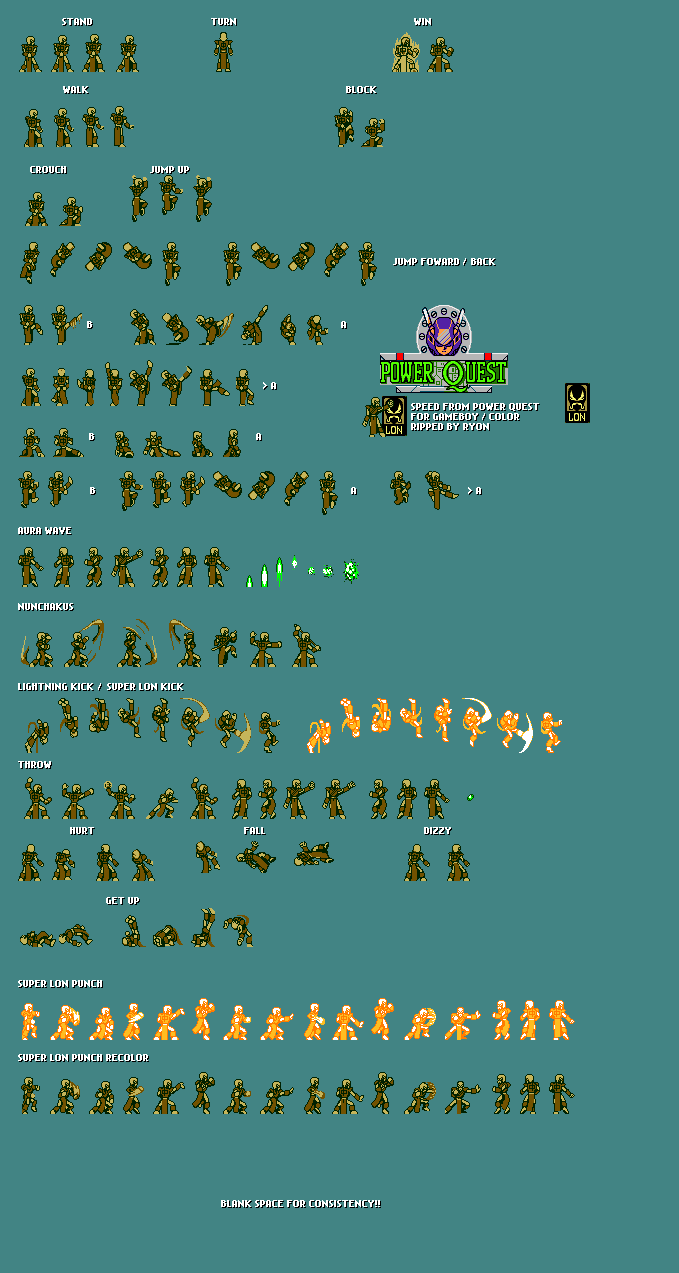 STAND
TURN
WIN
WALK
BLOCK
CROUCH
JUMP UP
JUMP FOWARD / BACK
B
A
POWER QUEST
> A
LON
SPEED FROM POWER QUEST
FOR GAMEBOY / COLOR
RIPPED BY RYON
LON
B
A
B
A
> A
AURA WAVE
NUNCHAKUS
LIGHTNING KICK / SUPER LON KICK
THROW
HURT
FALL
DIZZY
GET UP
SUPER LON PUNCH
SUPER LON PUNCH RECOLOR
BLANK SPACE FOR CONSISTENCY!!